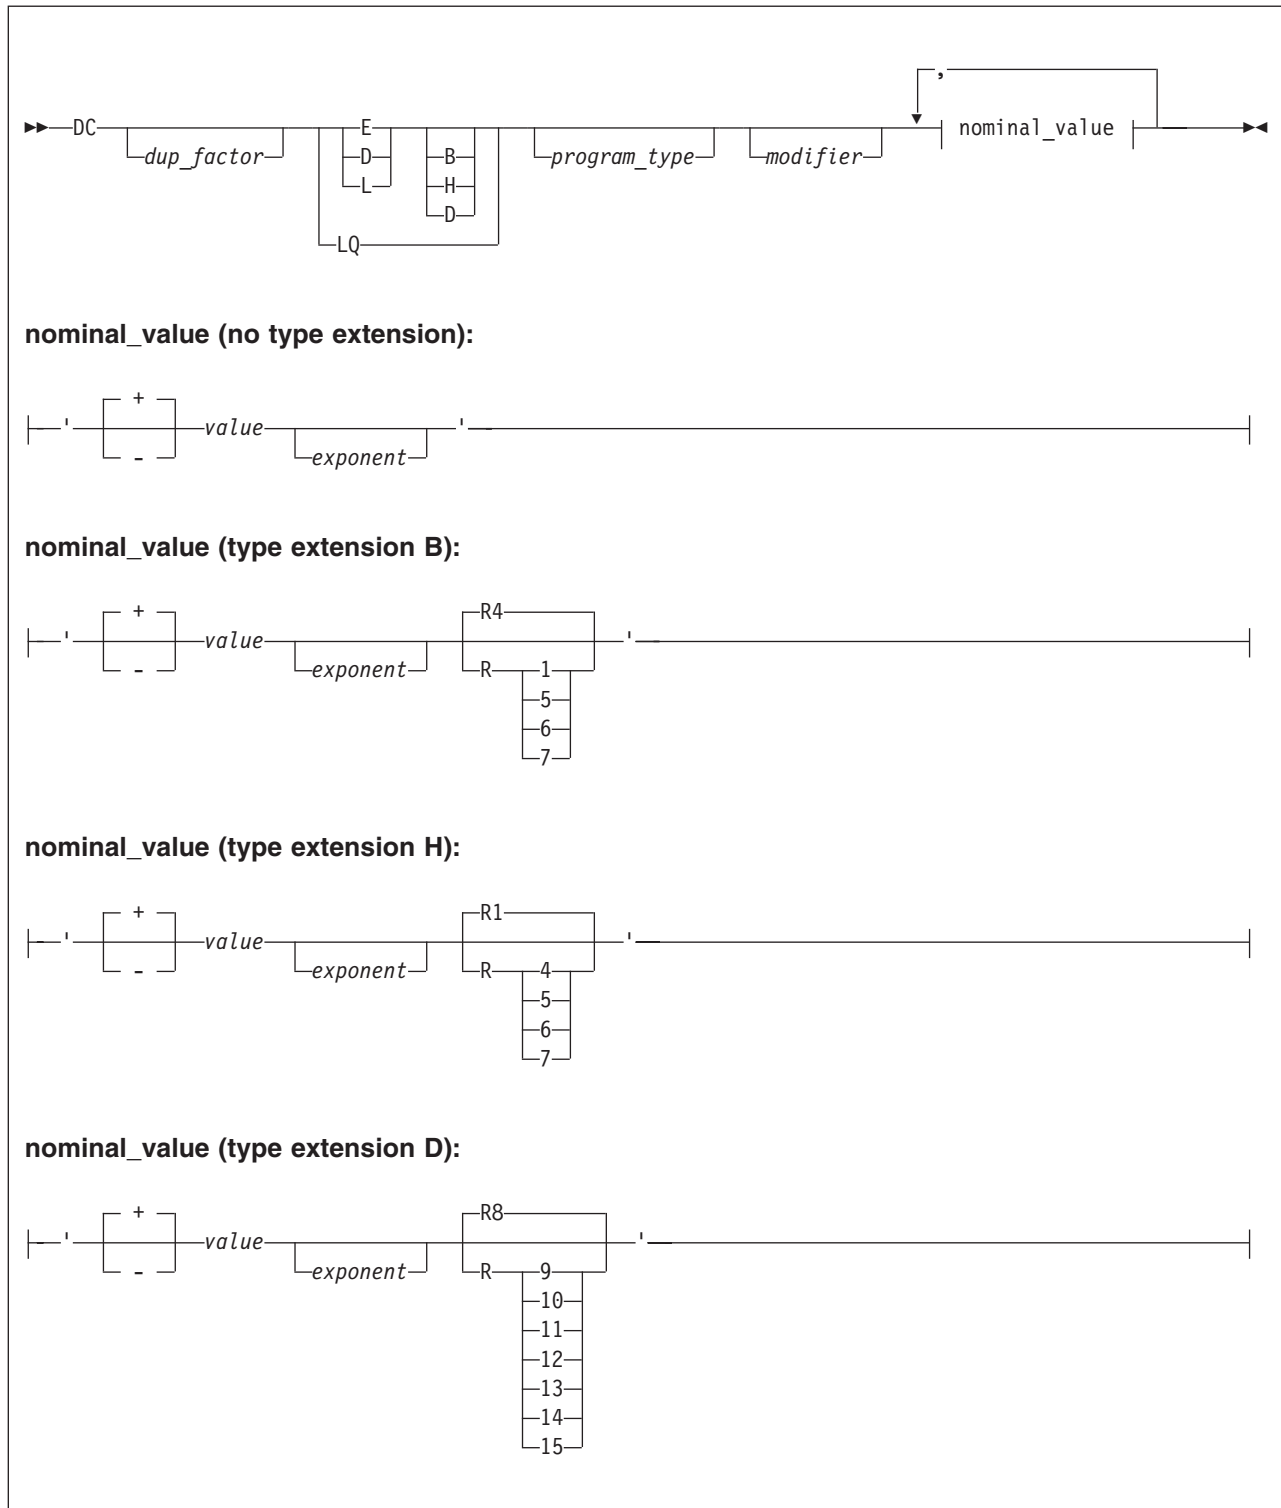 ,
DC E nominal_value
dup_factor D B program_type modifier
L H
D
LQ
nominal_value (no type extension):
+
' value '
- exponent
nominal_value (type extension B):
+ R4
' value '
- exponent R 1
5
6
7
nominal_value (type extension H):
+ R1
' value '
- exponent R 4
5
6
7
nominal_value (type extension D):
+ R8
' value '
- exponent R 9
10
11
12
13
14
15